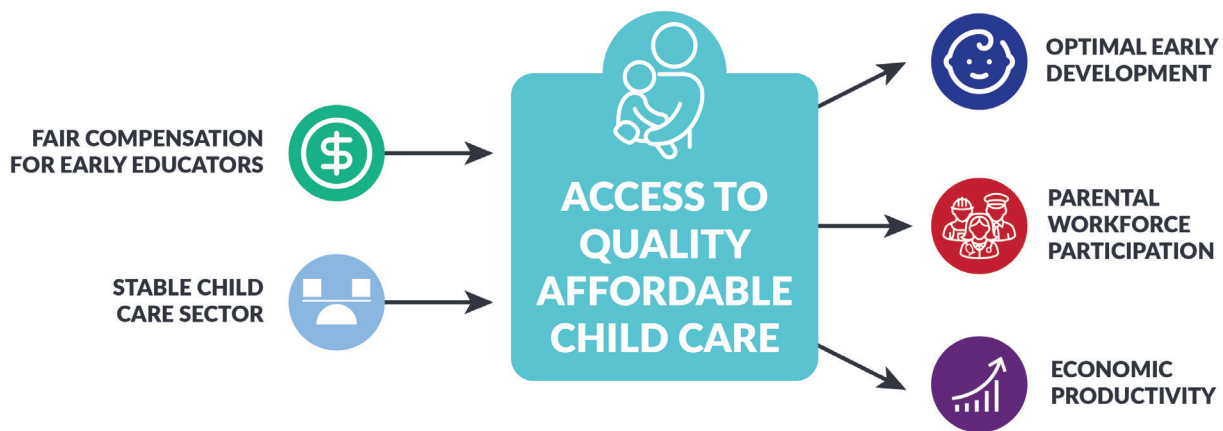 FAIR COMPENSATION
FOR EARLY EDUCATORS
$
STABLE CHILD
CARE SECTOR
ACCESS TO
QUALITY
AFFORDABLE
CHILD CARE
OPTIMAL EARLY
DEVELOPMENT
PARENTAL
WORKFORCE
PARTICIPATION
ECONOMIC
PRODUCTIVITY